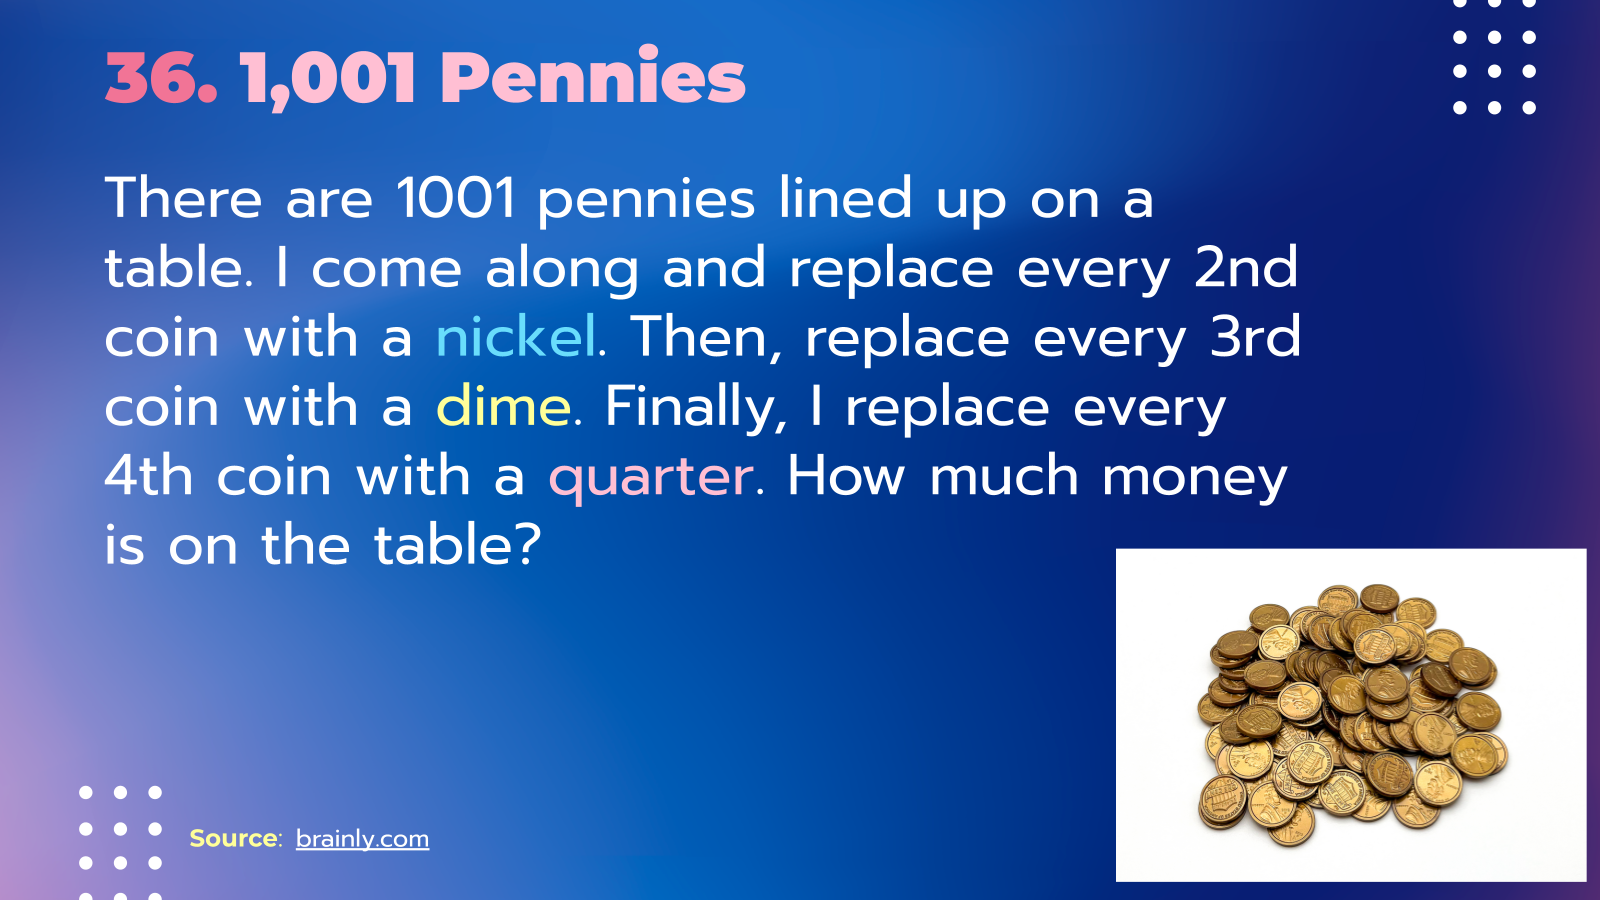 36. 1,001 Pennies
There are 1001 pennies lined up on a
table. I come along and replace every 2nd
coin with a nickel. Then, replace every 3rd
coin with a dime. Finally, I replace every
4th coin with a quarter. How much money
is on the table?
Source: brainly.com